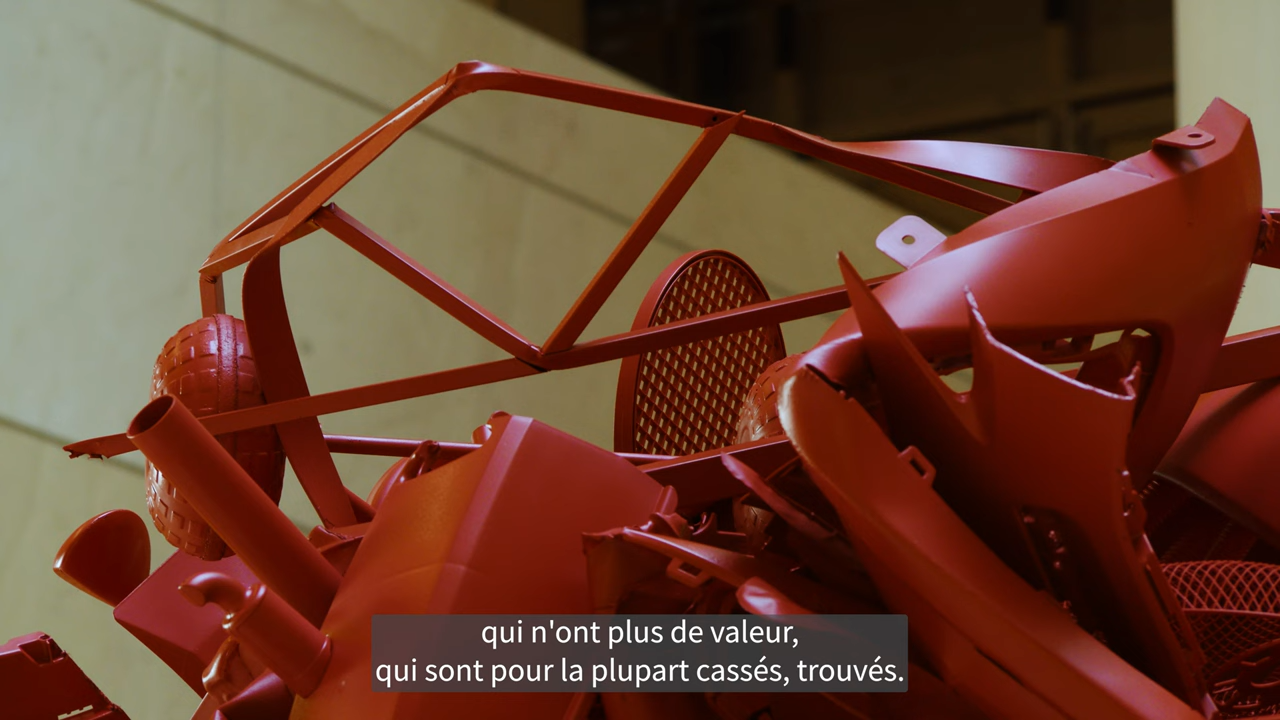 qui n'ont plus de valeur,
qui sont pour la plupart cassés, trouvés.